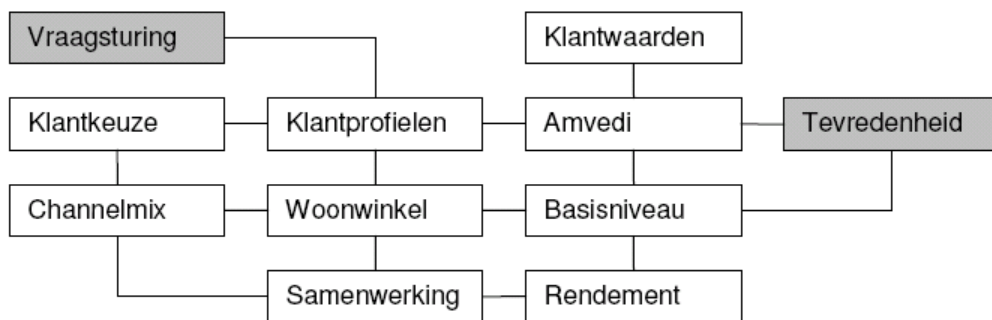 Vraagsturing
Klantwaarden
Klantkeuze
Klantprofielen
Amvedi
Tevredenheid
Channelmix
Woonwinkel
Basisniveau
Samenwerking
Rendement